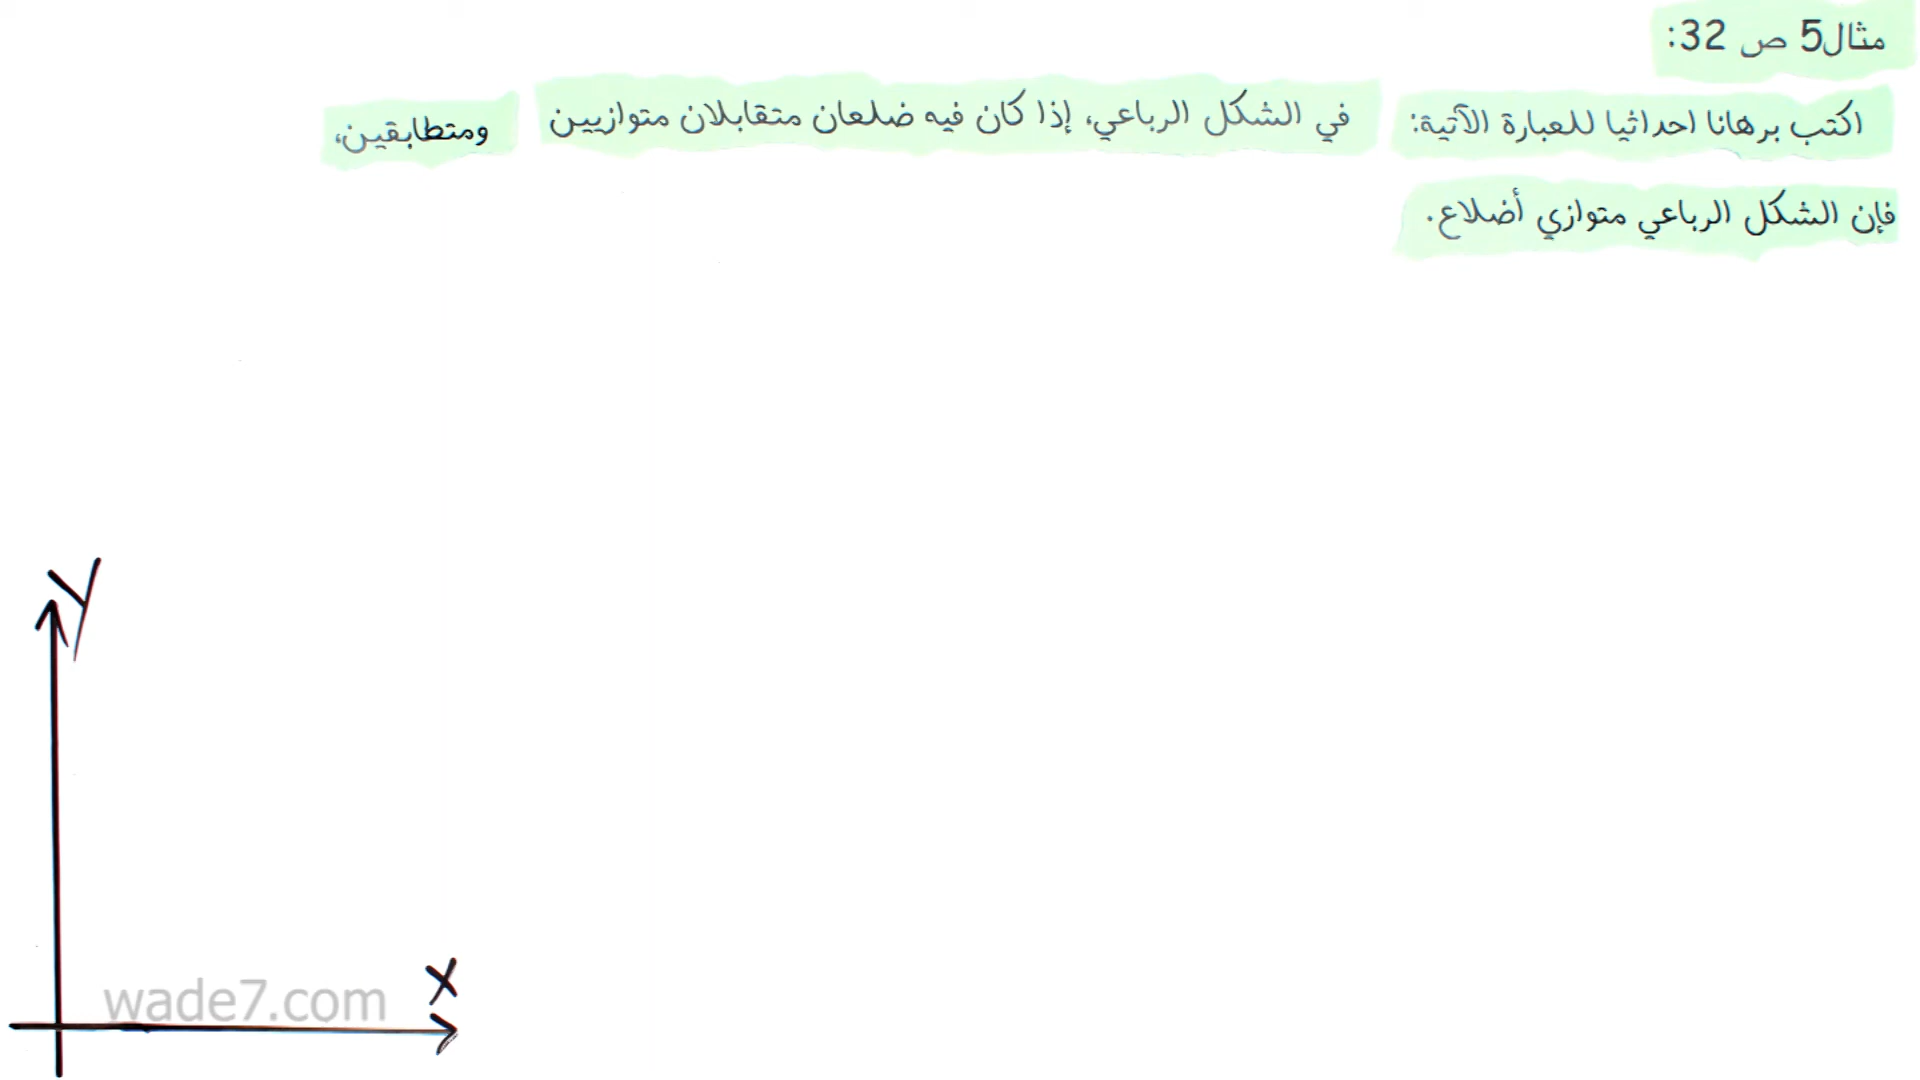 مثال5 ص 32:
اكتب برهانا احداثيا للعبارة الآتية: في الشكل الرباعي، إذا كان فيه ضلعان متقابلان متوازيين ومتطابقين،
فإن الشكل الرباعي متوازي أضلاع.
y
x
wade7.com